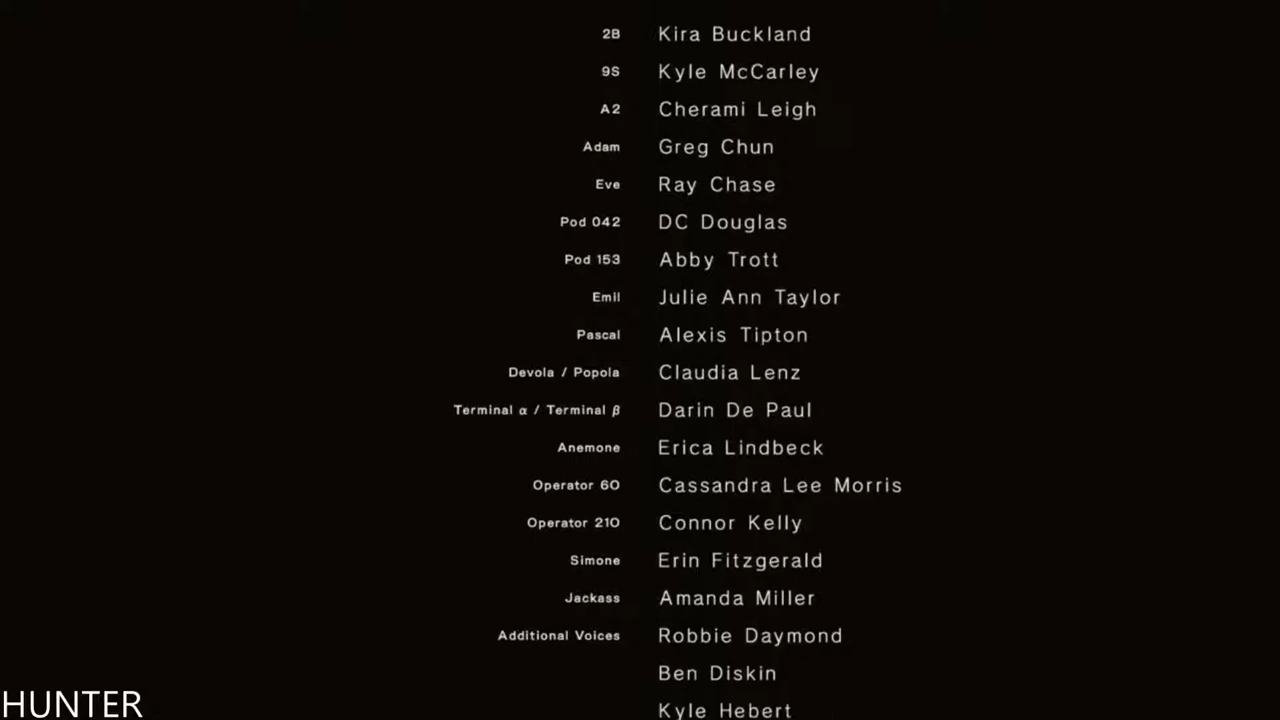 2B Kira Buckland
9S Kyle McCarley
A2 Cherami Leigh
Adam Greg Chun
Eve Ray Chase
Pod 042 DC Douglas
Pod 153 Abby Trott
Emil Julie Ann Taylor
Pascal Alexis Tipton
Devola / Popola Claudia Lenz
Terminal α / Terminal β Darin De Paul
Anemone Erica Lindbeck
Operator 6O Cassandra Lee Morris
Operator 21O Connor Kelly
Simone Erin Fitzgerald
Jackass Amanda Miller
Additional Voices Robbie Daymond
Ben Diskin
Kyle Hebert
HUNTER